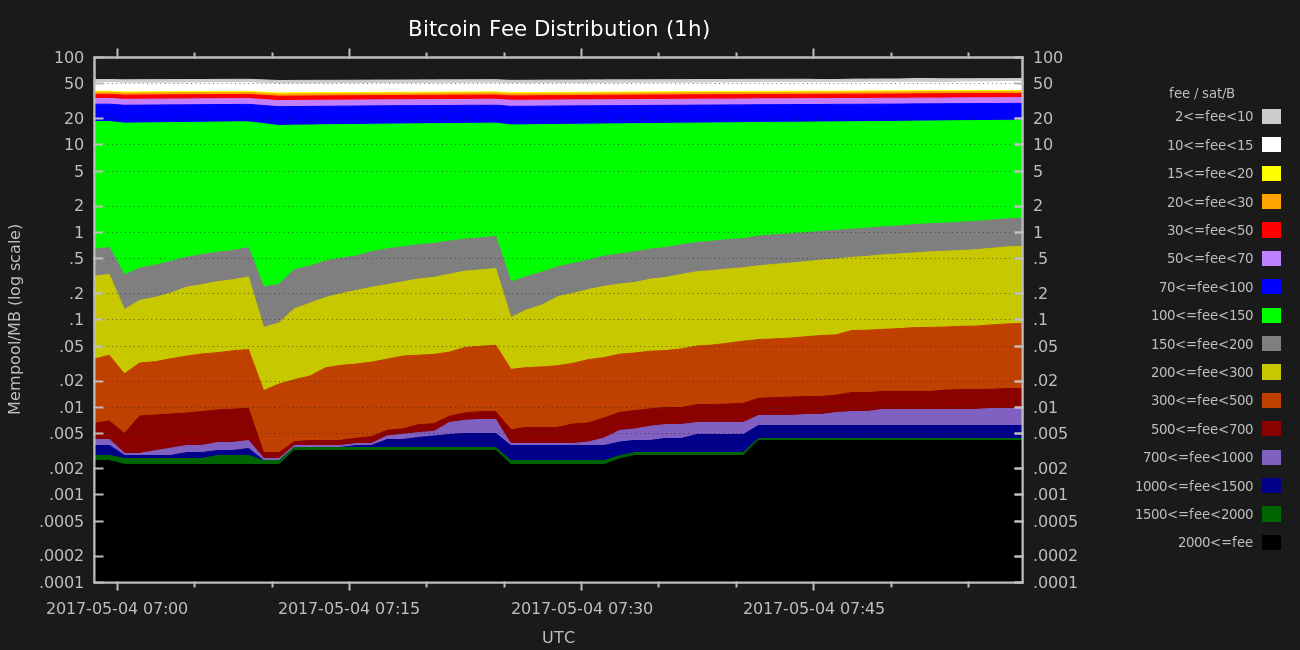 Bitcoin Fee Distribution (1h)
Mempool/MB (log scale)
100
50
20
10
5
2
1
.5
.2
.1
.05
.02
.01
.005
.002
.001
.0005
.0002
.0001
100
50
20
10
5
2
1
.5
.2
.1
.05
.02
.01
.005
.002
.001
.0005
.0002
.0001
2017-05-04 07:00
2017-05-04 07:15
2017-05-04 07:30
2017-05-04 07:45
UTC
fee / sat/B
2<=fee<10
10<=fee<15
15<=fee<20
20<=fee<30
30<=fee<50
50<=fee<70
70<=fee<100
100<=fee<150
150<=fee<200
200<=fee<300
300<=fee<500
500<=fee<700
700<=fee<1000
1000<=fee<1500
1500<=fee<2000
2000<=fee